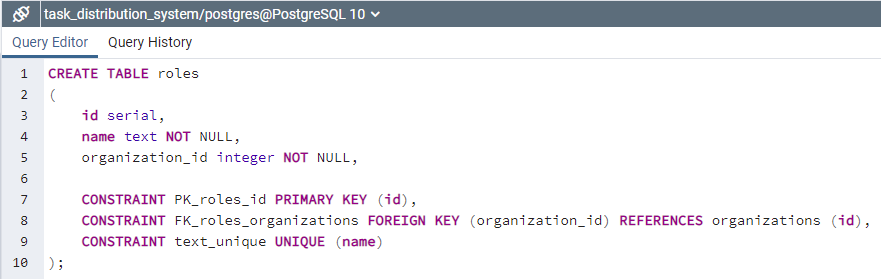 task_distribution_system/postgres@PostgreSQL 10
Query Editor Query History
1 CREATE TABLE roles
2 (
3 id serial,
4 name text NOT NULL,
5 organization_id integer NOT NULL,
6
7 CONSTRAINT PK_roles_id PRIMARY KEY (id),
8 CONSTRAINT FK_roles_organizations FOREIGN KEY (organization_id) REFERENCES organizations (id),
9 CONSTRAINT text_unique UNIQUE (name)
10 );